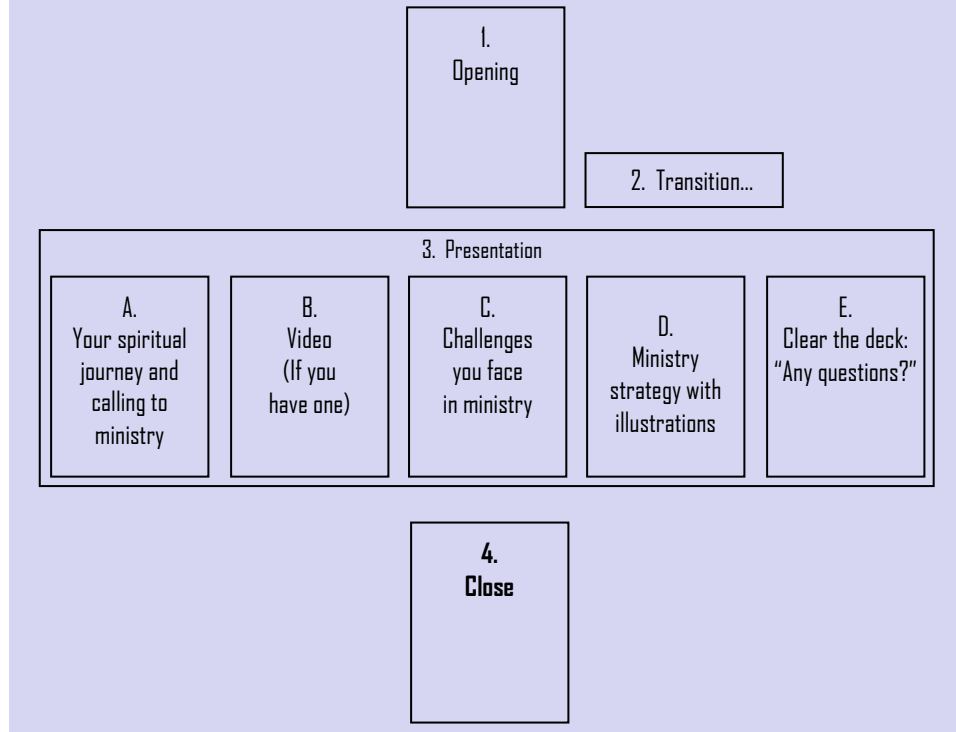 1.
Opening
2. Transition...
3. Presentation
A.
Your spiritual
journey and
calling to
ministry
B.
Video
(If you
have one)
C.
Challenges
you face
in ministry
D.
Ministry
strategy with
illustrations
E.
Clear the deck:
“Any questions?”
4.
Close